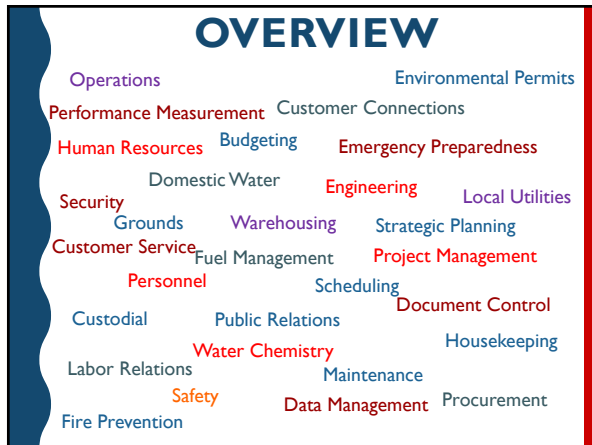 OVERVIEW
Operations
Environmental Permits
Performance Measurement
Customer Connections
Human Resources
Budgeting
Emergency Preparedness
Domestic Water
Engineering
Security
Local Utilities
Grounds
Warehousing
Strategic Planning
Customer Service
Fuel Management
Project Management
Personnel
Scheduling
Document Control
Custodial
Public Relations
Housekeeping
Water Chemistry
Labor Relations
Maintenance
Safety
Data Management
Procurement
Fire Prevention